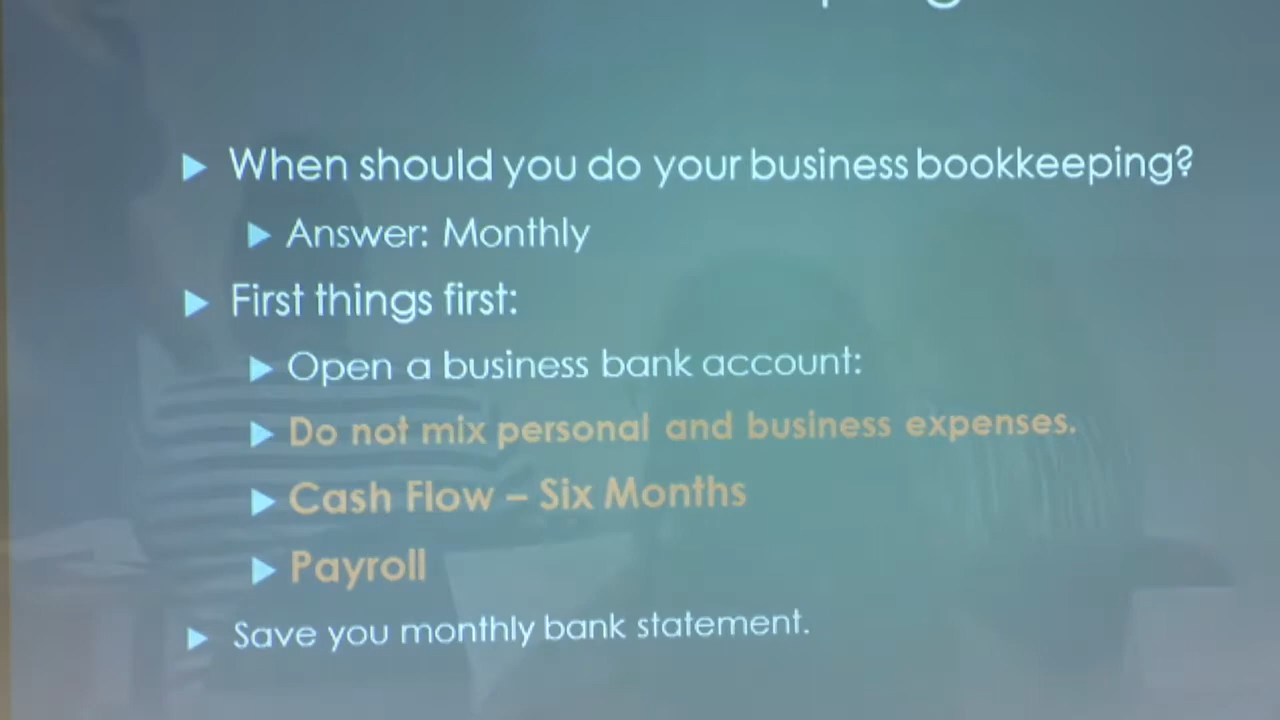 When should you do your business bookkeeping?
Answer: Monthly
First things first:
Open a business bank account:
Do not mix personal and business expenses.
Cash Flow – Six Months
Payroll
Save you monthly bank statement.